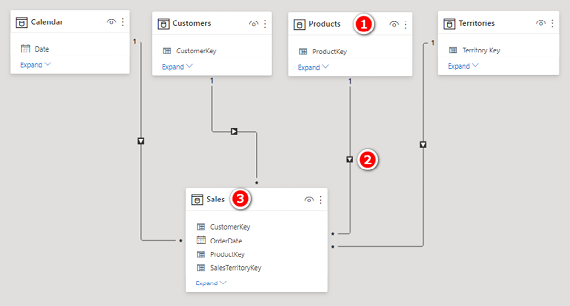 Calendar
Date
Expand
Customers
CustomerKey
Expand
Products
1
ProductKey
Expand
Territories
Territory Key
Expand
1
1
1
1
2
*
Sales
3
CustomerKey
OrderDate
ProductKey
SalesTerritoryKey
Expand
*
*
*